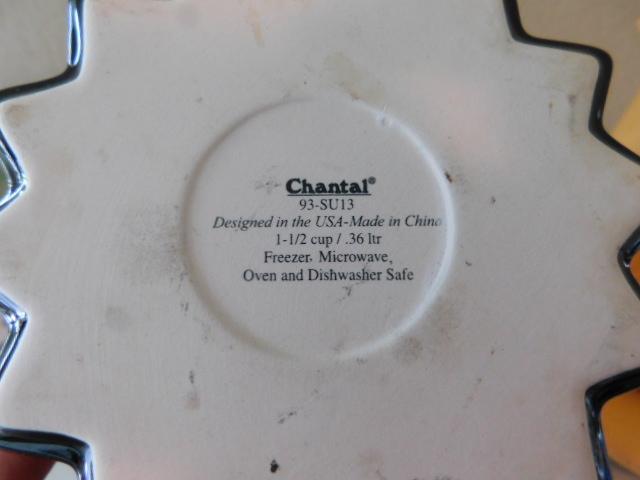 Chantal®
93-SU13
Designed in the USA-Made in China
1-1/2 cup / .36 ltr
Freezer, Microwave,
Oven and Dishwasher Safe